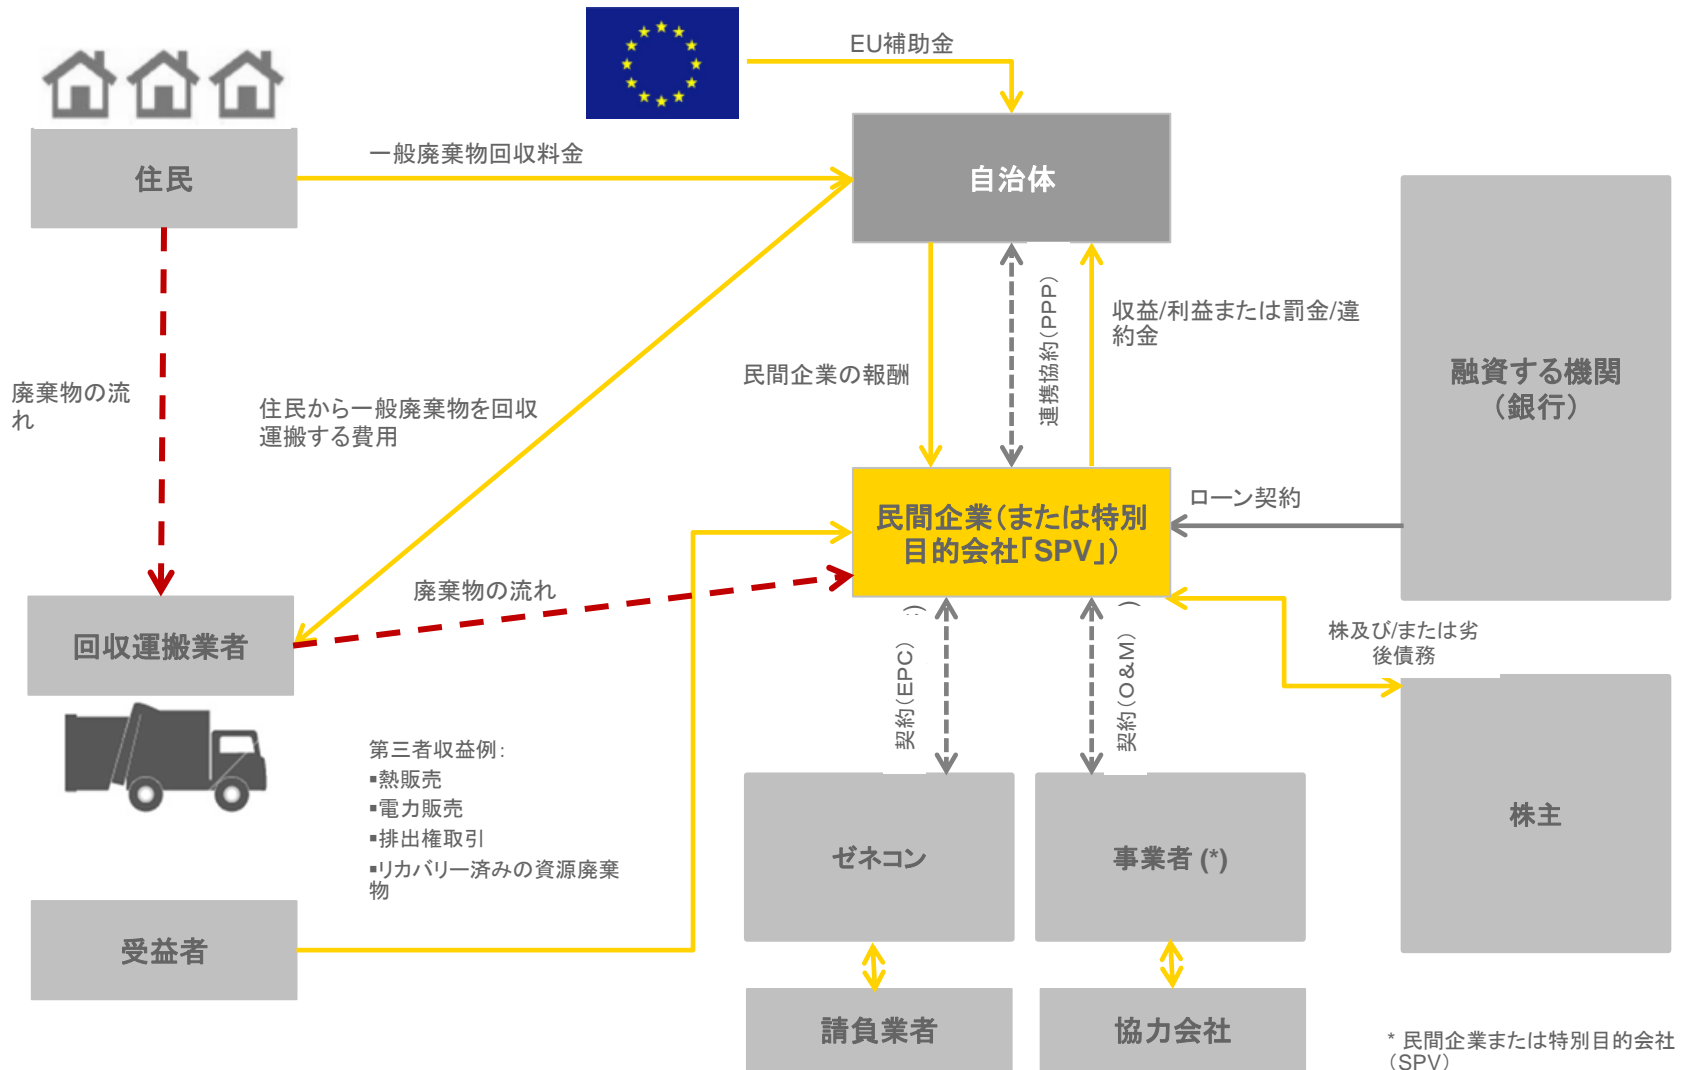 EU補助金
住民
一般廃棄物回収料金
自治体
廃棄物の流
れ
住民から一般廃棄物を回収
運搬する費用
民間企業の報酬
連携協約(PPP)
収益/利益または罰金/違
約金
融資する機関
(銀行)
ローン契約
民間企業(または特別
目的会社「SPV」)
廃棄物の流れ
回収運搬業者
契約(EPC)
契約(O&M)
株及び/または劣
後債務
第三者収益例:
▪熱販売
▪電力販売
▪排出権取引
▪リカバリー済みの資源廃棄
物
受益者
ゼネコン
事業者 (*)
株主
請負業者
協力会社
* 民間企業または特別目的会社
(SPV)